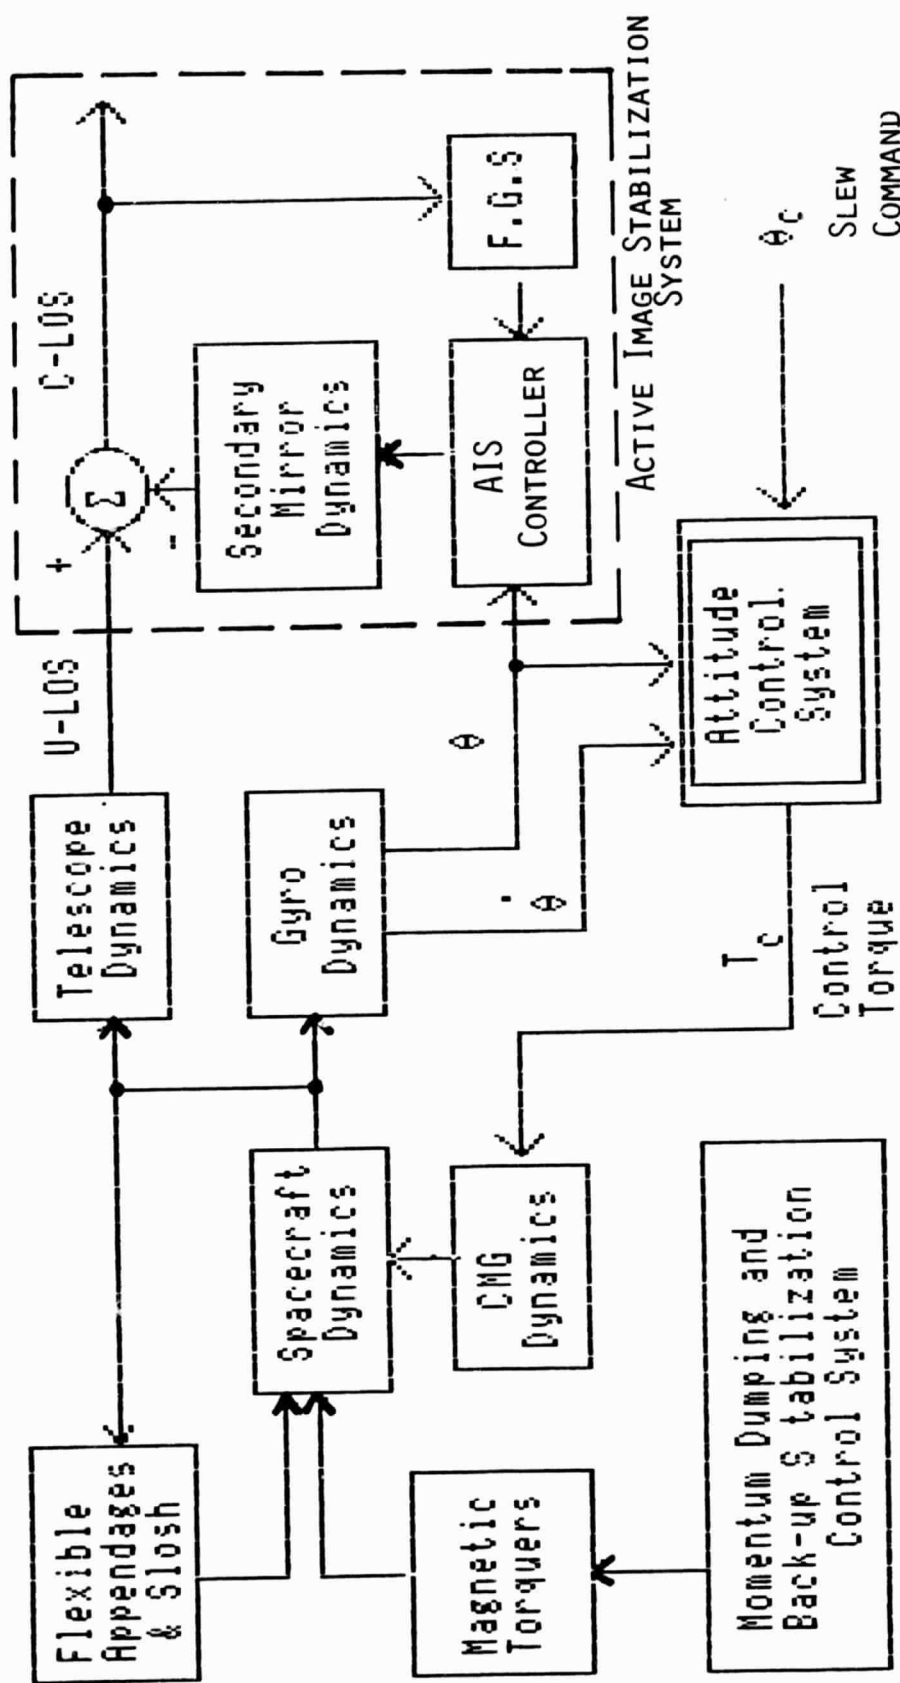 Flexible
Appendages
& Slosh
Telescope
Dynamics
U-LOS
+
Σ
-
C-LOS
Spacecraft
Dynamics
Gyro
Dynamics
Secondary
Mirror
Dynamics
Magnetic
Torquers
CMG
Dynamics
θ
θ̇
AIS
CONTROLLER
F.G.S
ACTIVE IMAGE STABILIZATION
SYSTEM
Momentum Dumping and
Back-up S tabilization
Control System
Tc
Control
Torque
Attitude
Control.
System
θc
SLEW
COMMAND